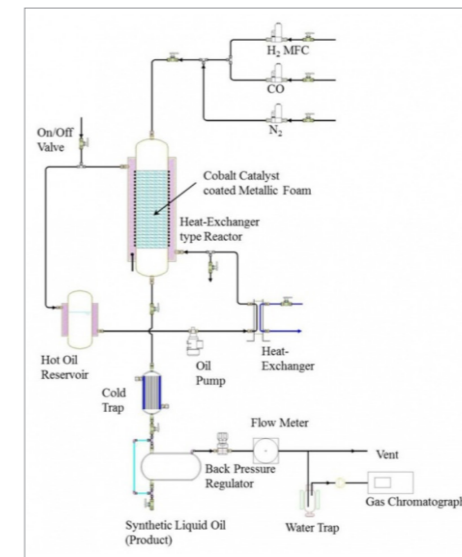 H2 MFC
CO
N2
On/Off
Valve
Cobalt Catalyst
coated Metallic Foam
Heat-Exchanger
type Reactor
Hot Oil
Reservoir
Oil
Pump
Heat-
Exchanger
Cold
Trap
Flow Meter
Back Pressure
Regulator
Vent
Gas Chromatograph
Water Trap
Synthetic Liquid Oil
(Product)